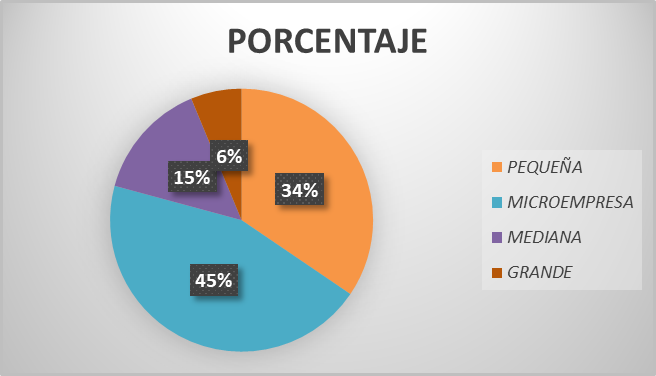 PORCENTAJE
6%
15%
34%
45%
PEQUEÑA
MICROEMPRESA
MEDIANA
GRANDE